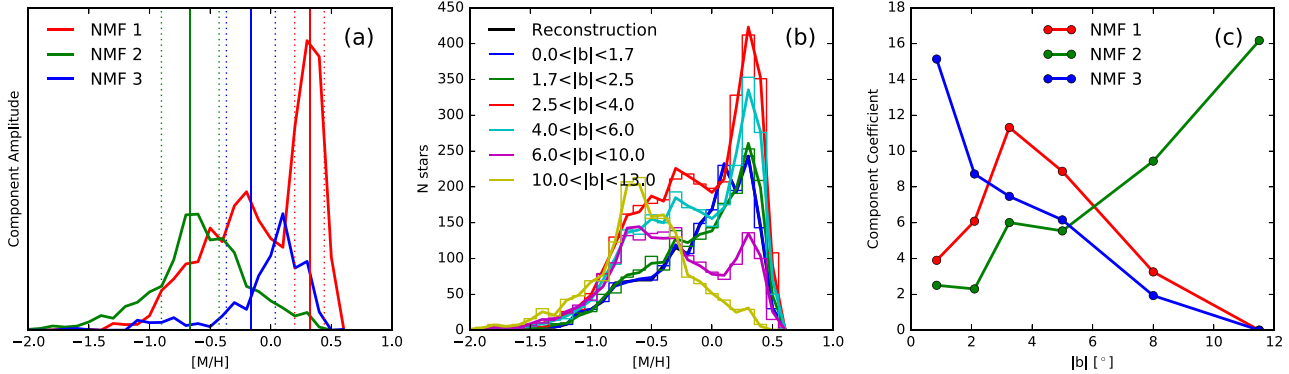 (a)
NMF 1
NMF 2
NMF 3
Component Amplitude
−2.0 −1.5 −1.0 −0.5 0.0 0.5 1.0
[M/H]
(b)
Reconstruction
0.0<|b|<1.7
1.7<|b|<2.5
2.5<|b|<4.0
4.0<|b|<6.0
6.0<|b|<10.0
10.0<|b|<13.0
N stars
450
400
350
300
250
200
150
100
50
0
−2.0 −1.5 −1.0 −0.5 0.0 0.5 1.0
[M/H]
(c)
NMF 1
NMF 2
NMF 3
Component Coefficient
18
16
14
12
10
8
6
4
2
0
0 2 4 6 8 10 12
|b| [°]